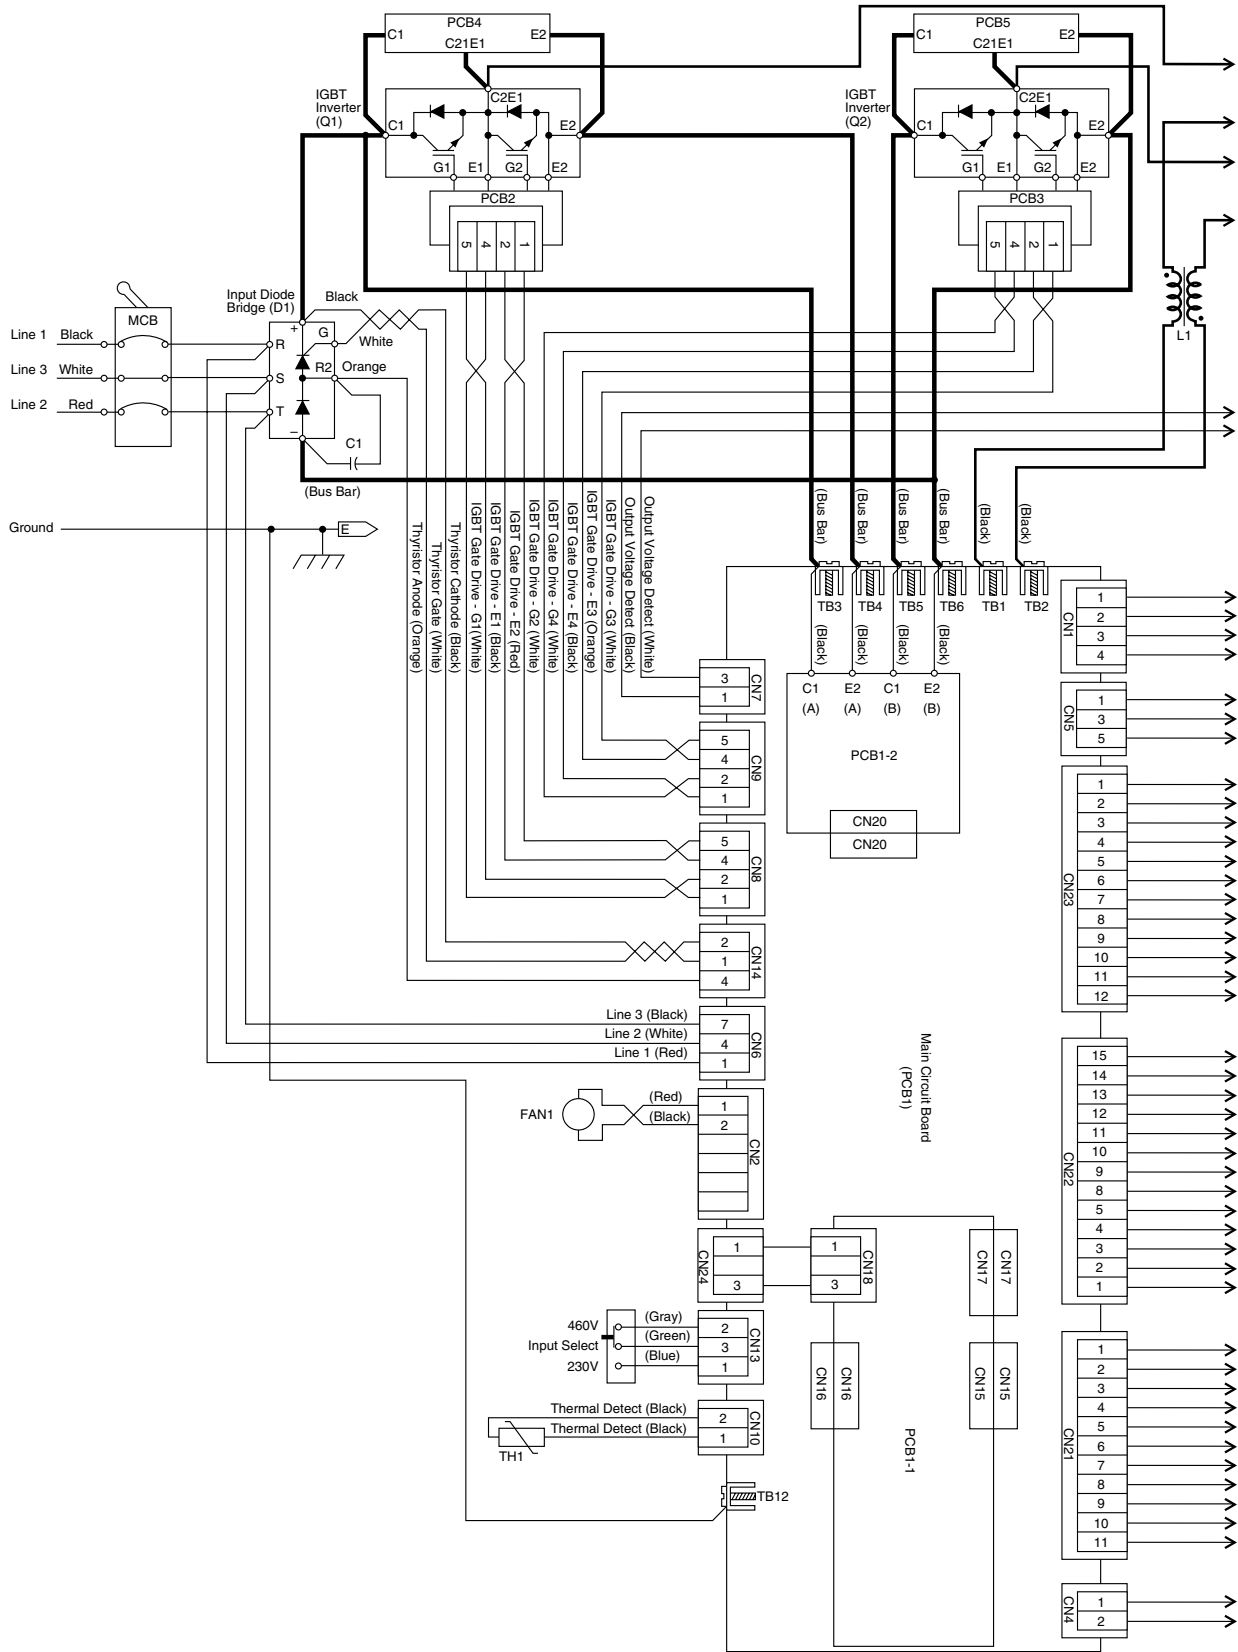 PCB4
C1
E2
C21E1
PCB5
C1
E2
C21E1
IGBT
Inverter
(Q1)
C2E1
C1
E2
G1
E1
G2
E2
IGBT
Inverter
(Q2)
C2E1
C1
E2
G1
E1
G2
E2
PCB2
5
4
2
1
PCB3
5
4
2
1
L1
MCB
Line 1
Black
Line 3
White
Line 2
Red
Input Diode
Bridge (D1)
Black
White
Orange
+
G
R
R2
S
T
–
C1
(Bus Bar)
Ground
E
Thyristor Anode (Orange)
Thyristor Gate (White)
Thyristor Cathode (Black)
IGBT Gate Drive - G1(White)
IGBT Gate Drive - E1 (Black)
IGBT Gate Drive - E2 (Red)
IGBT Gate Drive - G2 (White)
IGBT Gate Drive - G4 (White)
IGBT Gate Drive - E4 (Black)
IGBT Gate Drive - E3 (Orange)
IGBT Gate Drive - G3 (White)
Output Voltage Detect (Black)
Output Voltage Detect (White)
(Bus Bar)
(Bus Bar)
(Bus Bar)
(Bus Bar)
(Black)
(Black)
TB3
TB4
TB5
TB6
TB1
TB2
(Black)
(Black)
(Black)
(Black)
C1
(A)
E2
(A)
C1
(B)
E2
(B)
PCB1-2
CN20
CN20
CN7
3
1
CN9
5
4
2
1
CN8
5
4
2
1
CN14
2
1
4
Line 3 (Black)
Line 2 (White)
Line 1 (Red)
CN6
7
4
1
FAN1
(Red)
(Black)
CN2
1
2
CN24
1
3
CN18
1
3
460V
Input Select
230V
(Gray)
(Green)
(Blue)
CN13
2
3
1
Thermal Detect (Black)
Thermal Detect (Black)
TH1
CN10
2
1
TB12
Main Circuit Board
(PCB1)
CN17
CN17
CN16
CN16
CN15
CN15
PCB1-1
CN1
1
2
3
4
CN5
1
3
5
CN23
1
2
3
4
5
6
7
8
9
10
11
12
CN22
15
14
13
12
11
10
9
8
5
4
3
2
1
CN21
1
2
3
4
5
6
7
8
9
10
11
CN4
1
2